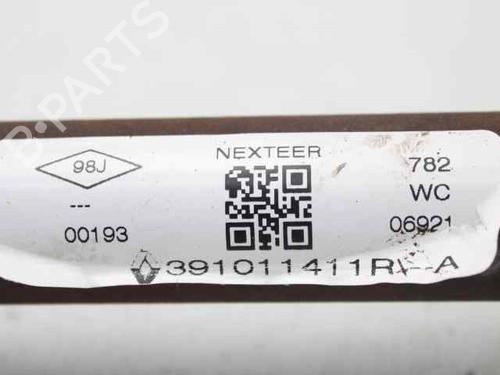 B-PARTS
98J
NEXTEER
782
---
WC
00193
06921
391011411R\--A